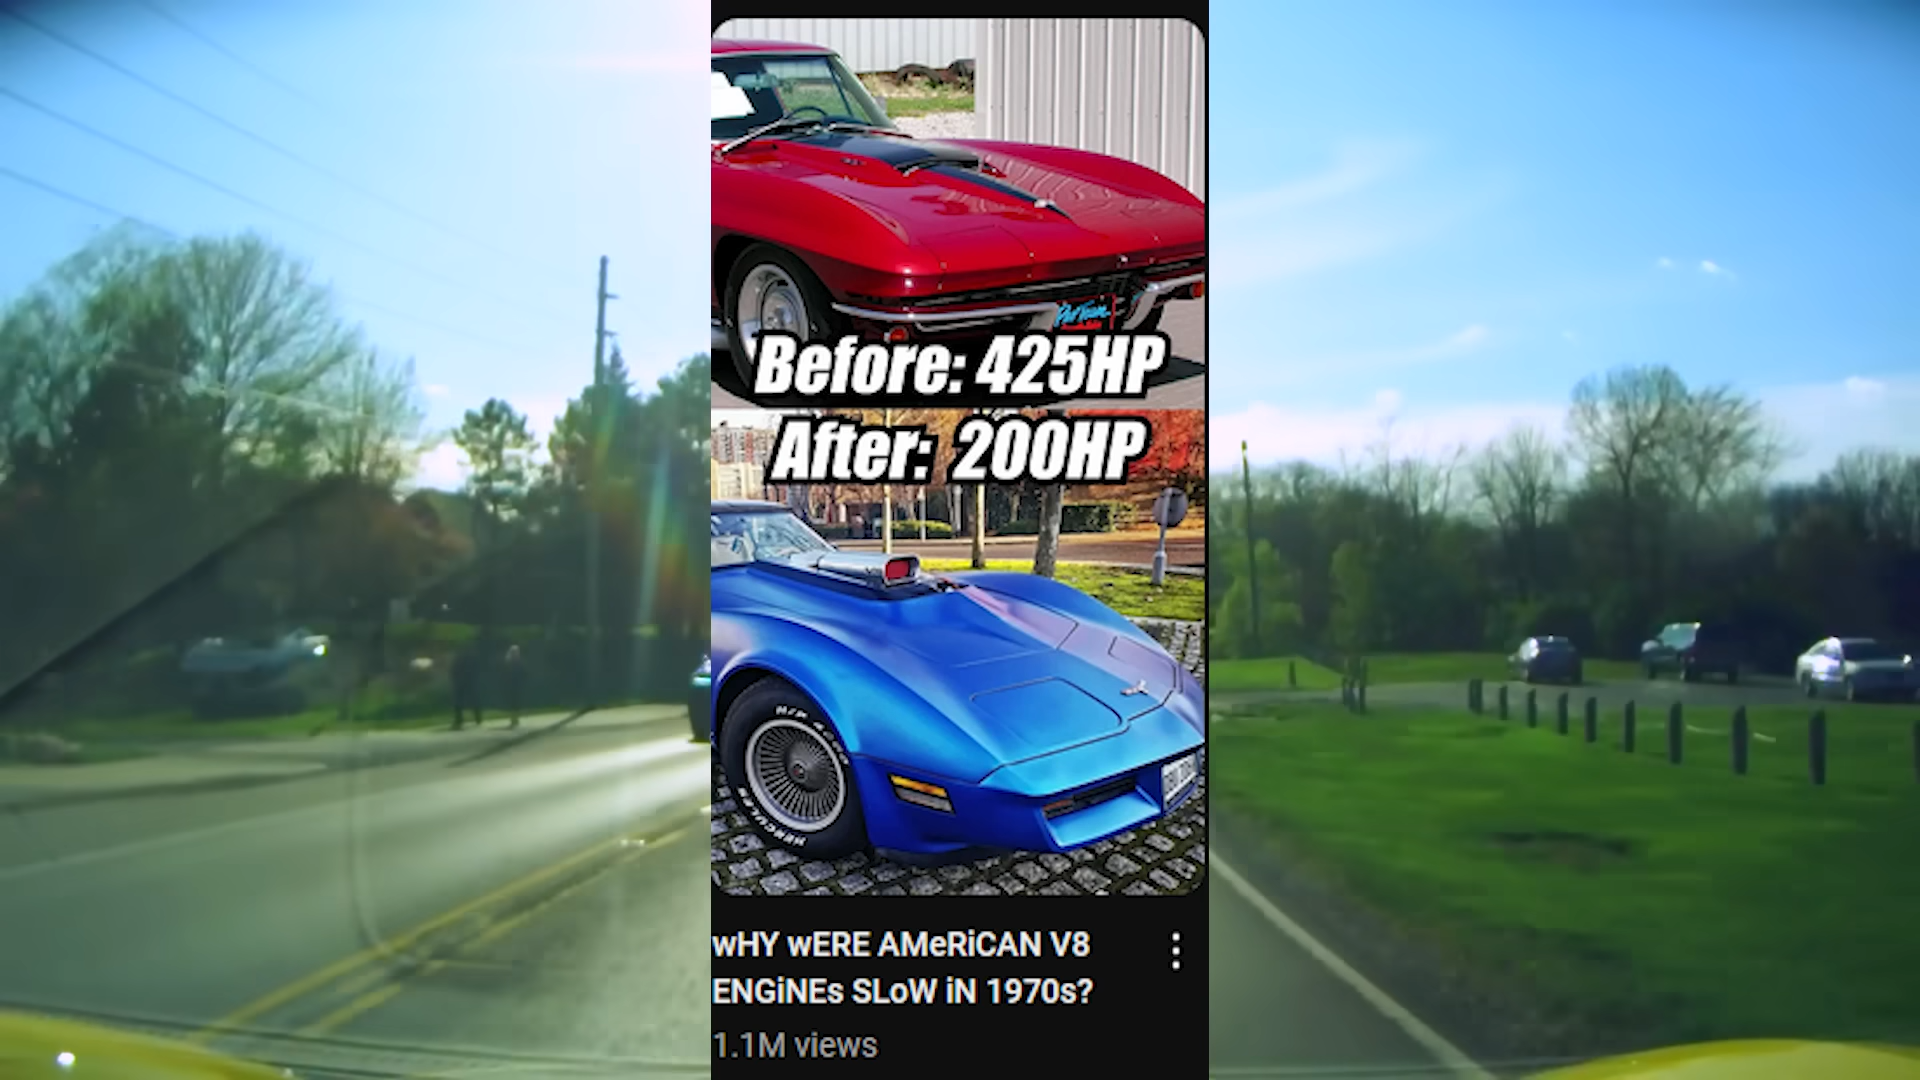 Before: 425HP
After: 200HP
wHY wERE AMeRiCAN V8
ENGiNEs SLoW iN 1970s?
1.1M views